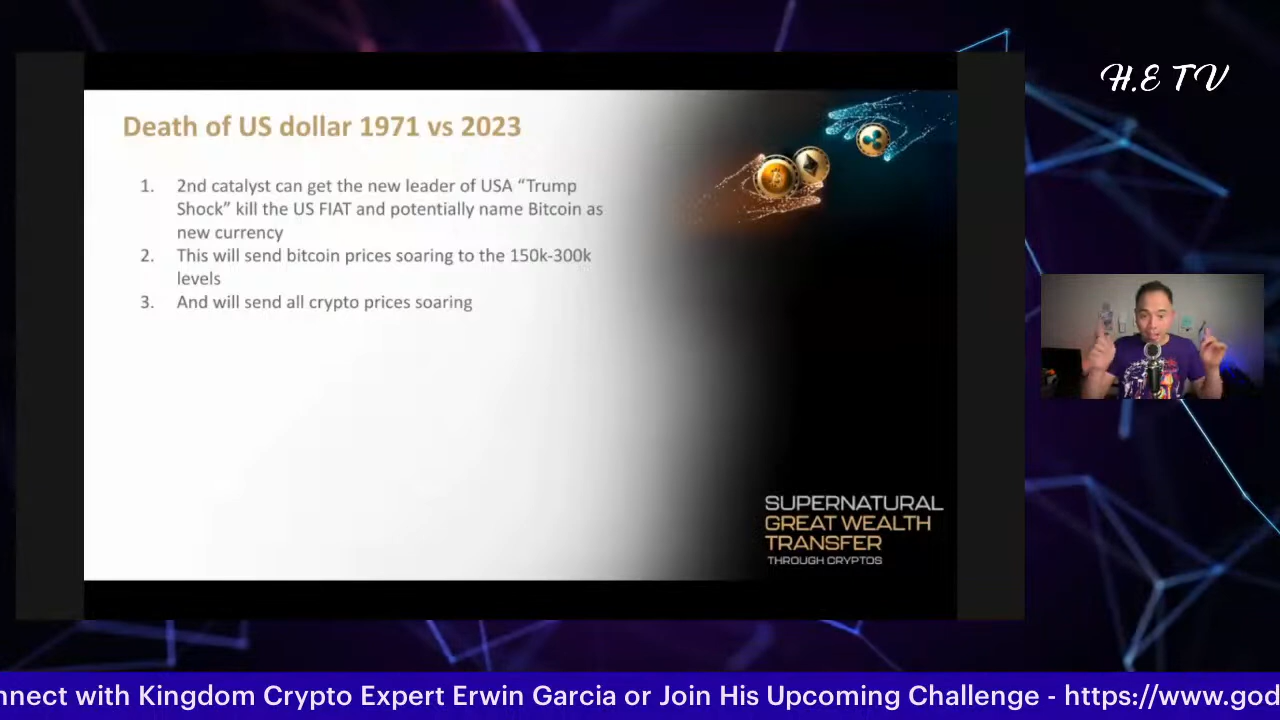 H.E TV
Death of US dollar 1971 vs 2023
1. 2nd catalyst can get the new leader of USA “Trump
Shock” kill the US FIAT and potentially name Bitcoin as
new currency
2. This will send bitcoin prices soaring to the 150k-300k
levels
3. And will send all crypto prices soaring
SUPERNATURAL
GREAT WEALTH
TRANSFER
THROUGH CRYPTOS
nnect with Kingdom Crypto Expert Erwin Garcia or Join His Upcoming Challenge - https://www.god